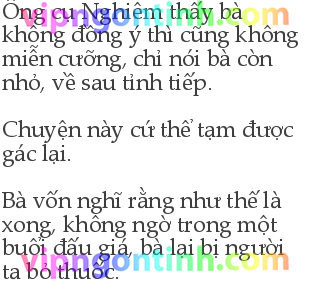 Ông cụ Nghiêm thấy bà
không đồng ý thì cũng không
miễn cưỡng, chỉ nói bà còn
nhỏ, về sau tính tiếp.
Chuyện này cứ thế tạm được
gác lại.
Bà vốn nghĩ rằng như thế là
xong, không ngờ trong một
buổi đấu giá, bà lại bị người
ta bỏ thuốc.
vipngontinh.com
vipngontinh.com